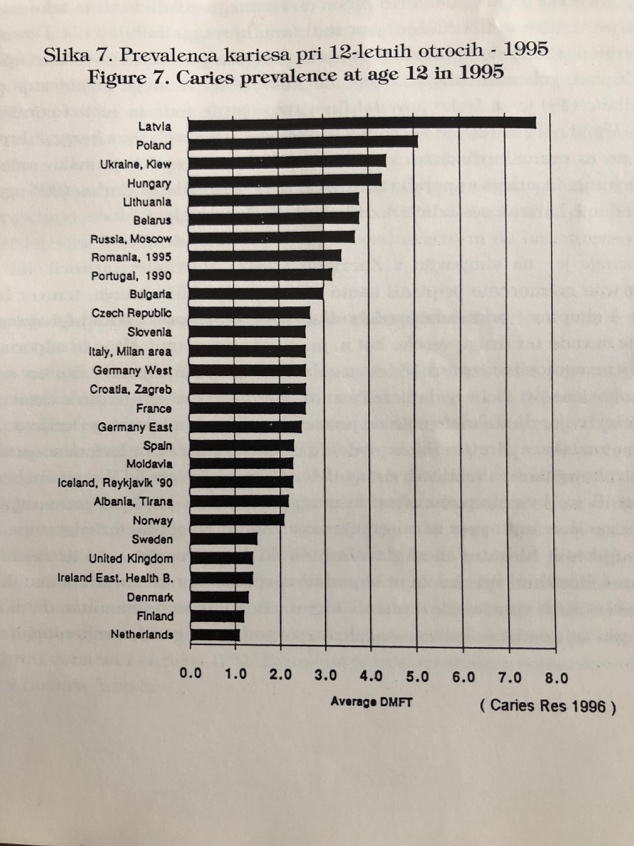 Slika 7. Prevalenca kariesa pri 12-letnih otrocih - 1995
Figure 7. Caries prevalence at age 12 in 1995
Latvia
Poland
Ukraine, Kiew
Hungary
Lithuania
Belarus
Russia, Moscow
Romania, 1995
Portugal, 1990
Bulgaria
Czech Republic
Slovenia
Italy, Milan area
Germany West
Croatia, Zagreb
France
Germany East
Spain
Moldavia
Iceland, Reykjavik '90
Albania, Tirana
Norway
Sweden
United Kingdom
Ireland East. Health B.
Denmark
Finland
Netherlands
0.0 1.0 2.0 3.0 4.0 5.0 6.0 7.0 8.0
Average DMFT
( Caries Res 1996 )